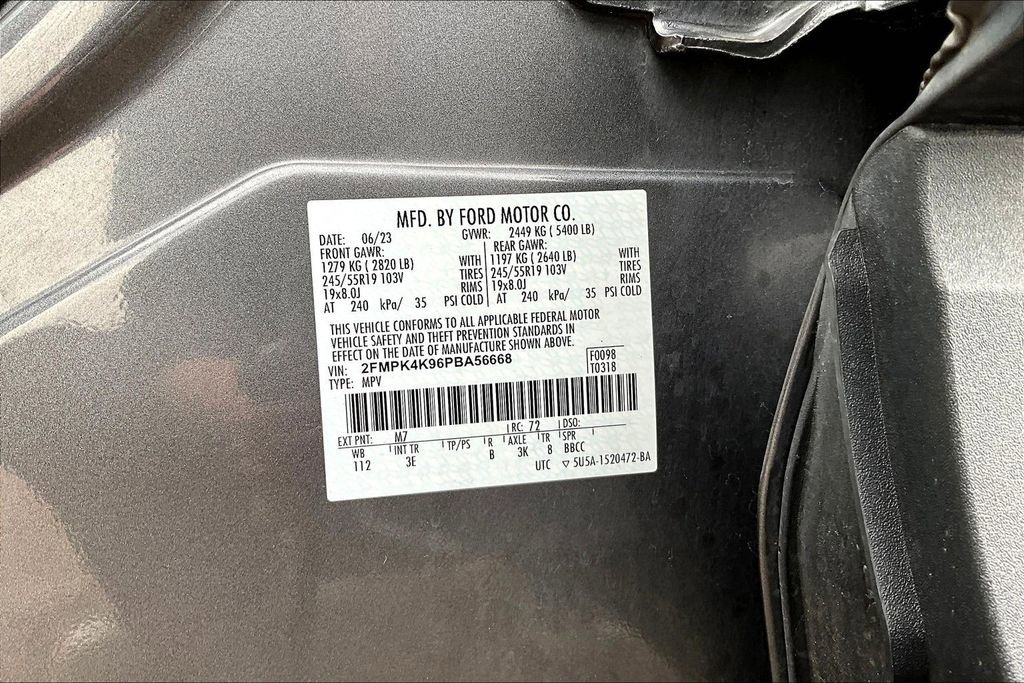 MFD. BY FORD MOTOR CO.
DATE: 06/23 GVWR: 2449 KG ( 5400 LB)
FRONT GAWR: REAR GAWR:
1279 KG ( 2820 LB) WITH 1197 KG ( 2640 LB) WITH
245/55R19 103V TIRES 245/55R19 103V TIRES
19x8.0J RIMS 19x8.0J RIMS
AT 240 kPa/ 35 PSI COLD AT 240 kPa/ 35 PSI COLD
THIS VEHICLE CONFORMS TO ALL APPLICABLE FEDERAL MOTOR
VEHICLE SAFETY AND THEFT PREVENTION STANDARDS IN
EFFECT ON THE DATE OF MANUFACTURE SHOWN ABOVE.
VIN: 2FMPK4K96PBA56668 F0098
TYPE: MPV T0318
EXT PNT: M7 RC: 72 DSO:
WB INT TR TP/PS R AXLE TR SPR
112 3E B 3K 8 BBCC
UTC ▽ 5U5A-1520472-BA